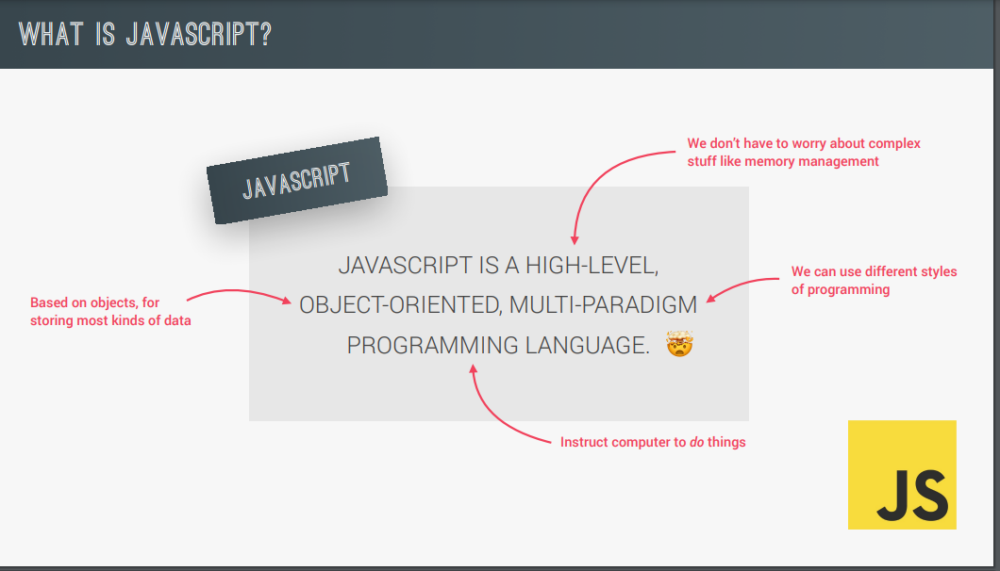 WHAT IS JAVASCRIPT?
JAVASCRIPT
We don’t have to worry about complex
stuff like memory management
JAVASCRIPT IS A HIGH-LEVEL,
OBJECT-ORIENTED, MULTI-PARADIGM
PROGRAMMING LANGUAGE. 🤯
We can use different styles
of programming
Based on objects, for
storing most kinds of data
Instruct computer to do things
JS